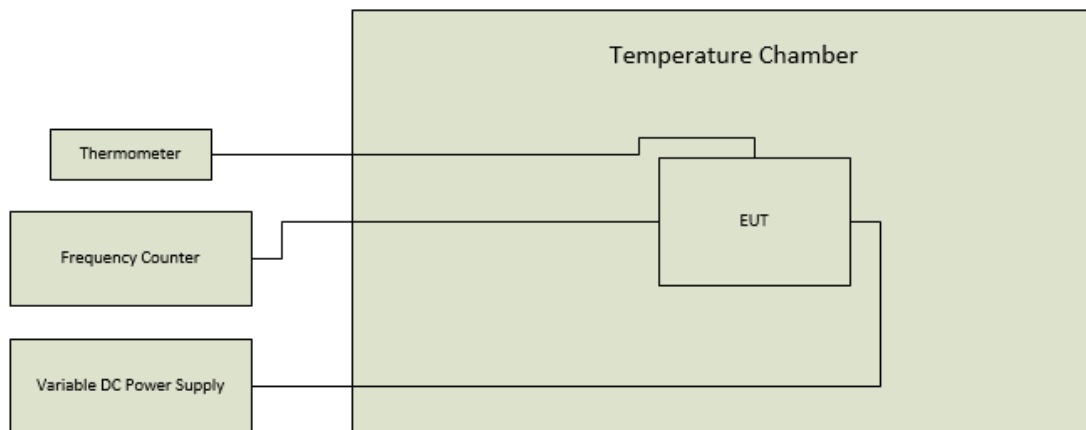 Temperature Chamber
Thermometer
EUT
Frequency Counter
Variable DC Power Supply